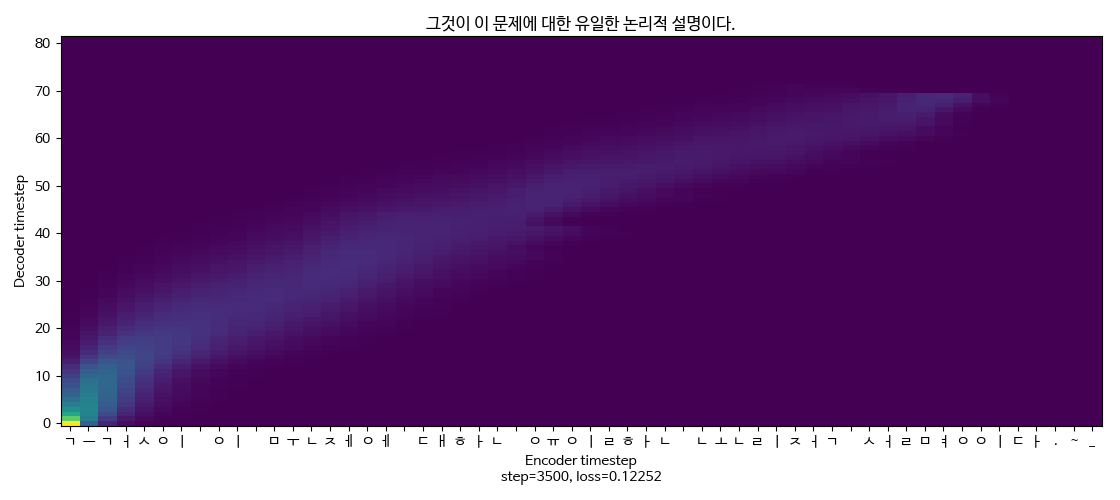 그것이 이 문제에 대한 유일한 논리적 설명이다.
80
70
60
50
40
30
20
10
0
Decoder timestep
ㄱ ㅡ ㄱ ㅓ ㅅ ㅇ ㅣ ㅇ ㅣ ㅁ ㅜ ㄴ ㅈ ㅔ ㅇ ㅔ ㄷ ㅐ ㅎ ㅏ ㄴ ㅇ ㅠ ㅇ ㅣ ㄹ ㅎ ㅏ ㄴ ㄴ ㅗ ㄴ ㄹ ㅣ ㅈ ㅓ ㄱ ㅅ ㅓ ㄹ ㅁ ㅕ ㅇ ㅇ ㅣ ㄷ ㅏ . ~ _
Encoder timestep
step=3500, loss=0.12252